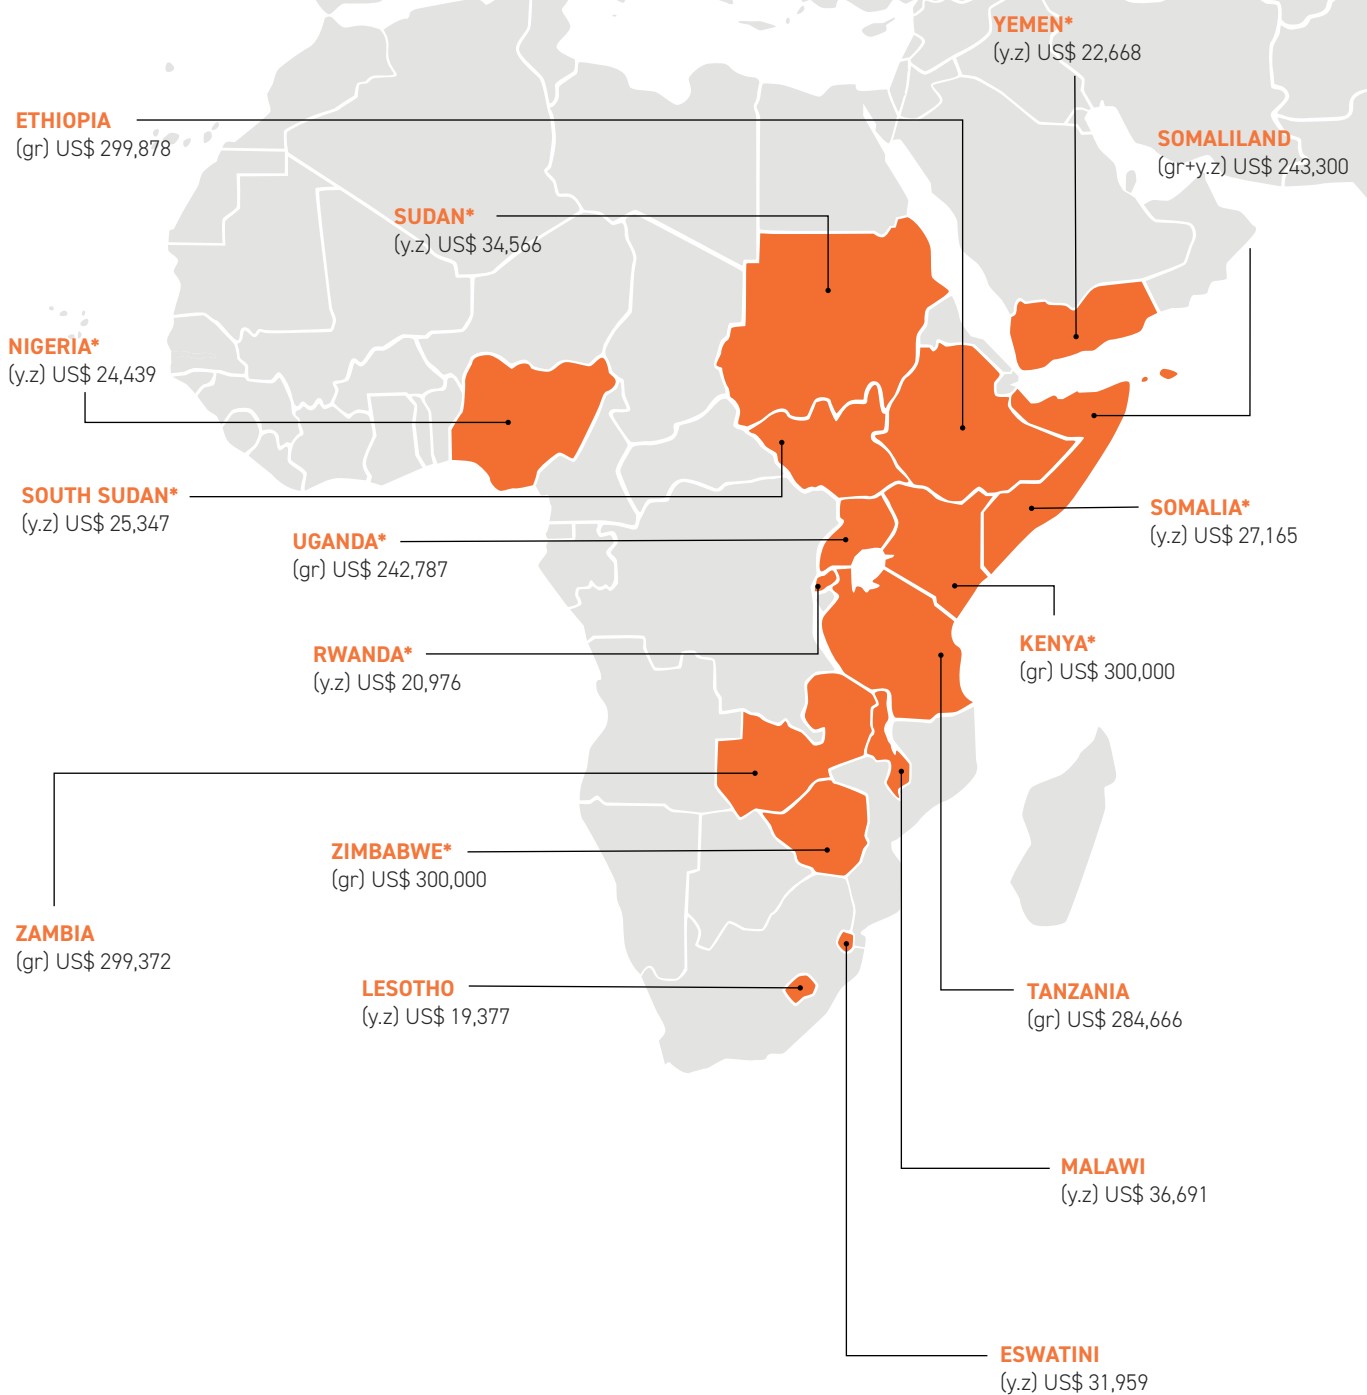 YEMEN*
(y.z) US$ 22,668
ETHIOPIA
(gr) US$ 299,878
SOMALILAND
(gr+y.z) US$ 243,300
SUDAN*
(y.z) US$ 34,566
NIGERIA*
(y.z) US$ 24,439
SOUTH SUDAN*
(y.z) US$ 25,347
SOMALIA*
(y.z) US$ 27,165
UGANDA*
(gr) US$ 242,787
KENYA*
(gr) US$ 300,000
RWANDA*
(y.z) US$ 20,976
ZIMBABWE*
(gr) US$ 300,000
ZAMBIA
(gr) US$ 299,372
LESOTHO
(y.z) US$ 19,377
TANZANIA
(gr) US$ 284,666
MALAWI
(y.z) US$ 36,691
ESWATINI
(y.z) US$ 31,959